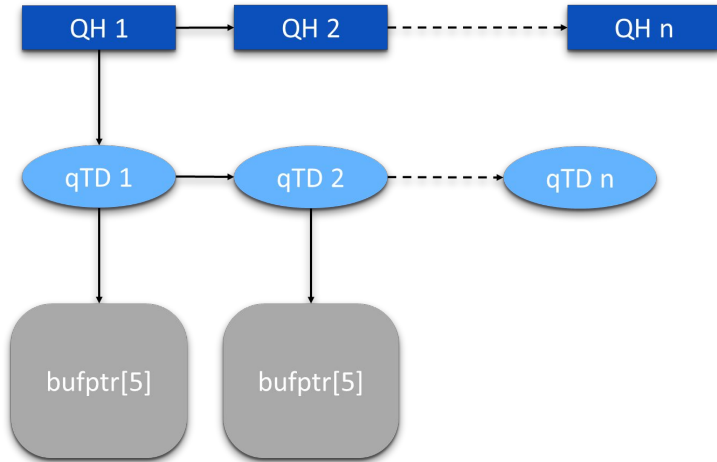 QH 1
QH 2
QH n
qTD 1
qTD 2
qTD n
bufptr[5]
bufptr[5]